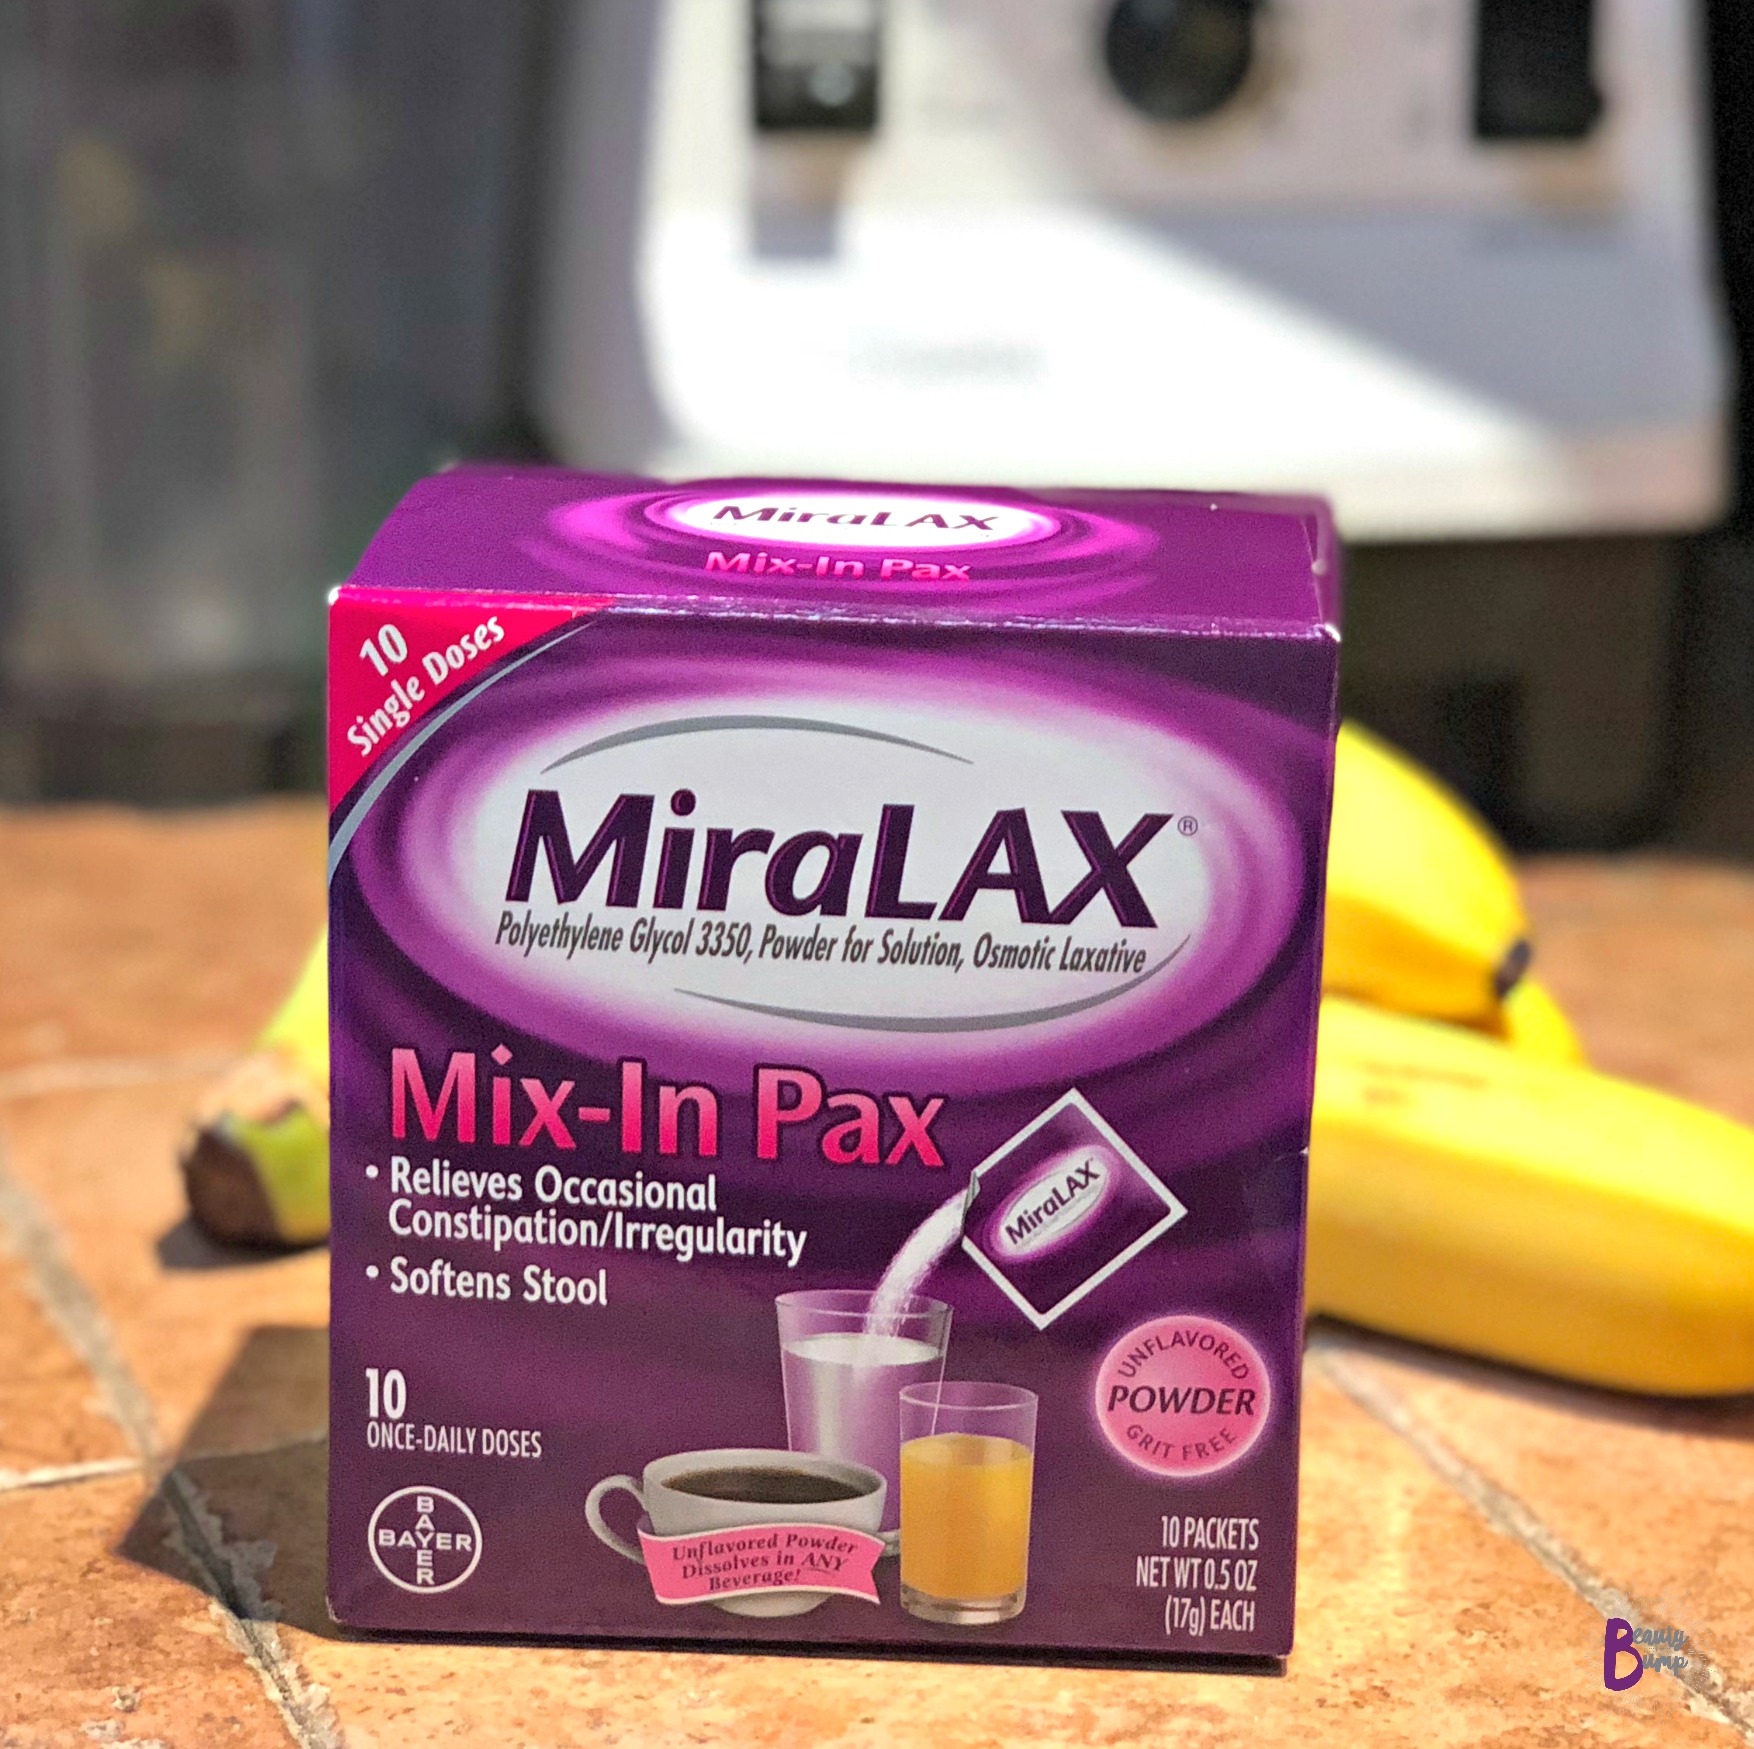 MiraLAX
Mix-In Pax
10
Single Doses
MiraLAX®
Polyethylene Glycol 3350, Powder for Solution, Osmotic Laxative
Mix-In Pax
• Relieves Occasional
Constipation/Irregularity
• Softens Stool
MiraLAX
UNFLAVORED
POWDER
GRIT FREE
10
ONCE-DAILY DOSES
BAYER
BAYER
Unflavored Powder
Dissolves in ANY
Beverage!
10 PACKETS
NET WT 0.5 OZ
(17g) EACH
Beauty
Bump